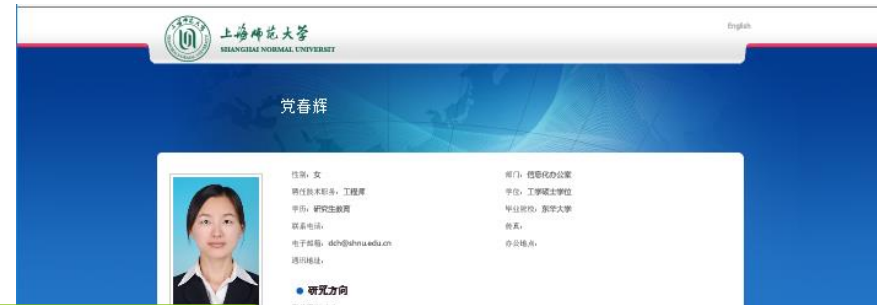 上海师范大学
SHANGHAI NORMAL UNIVERSITY
English
党春辉
性别：女
部门：信息化办公室
聘任技术职务：工程师
学位：工学硕士学位
学历：研究生教育
毕业院校：东华大学
联系电话：
传真：
电子邮箱：dch@shnu.edu.cn
办公地点：
通讯地址：
研究方向